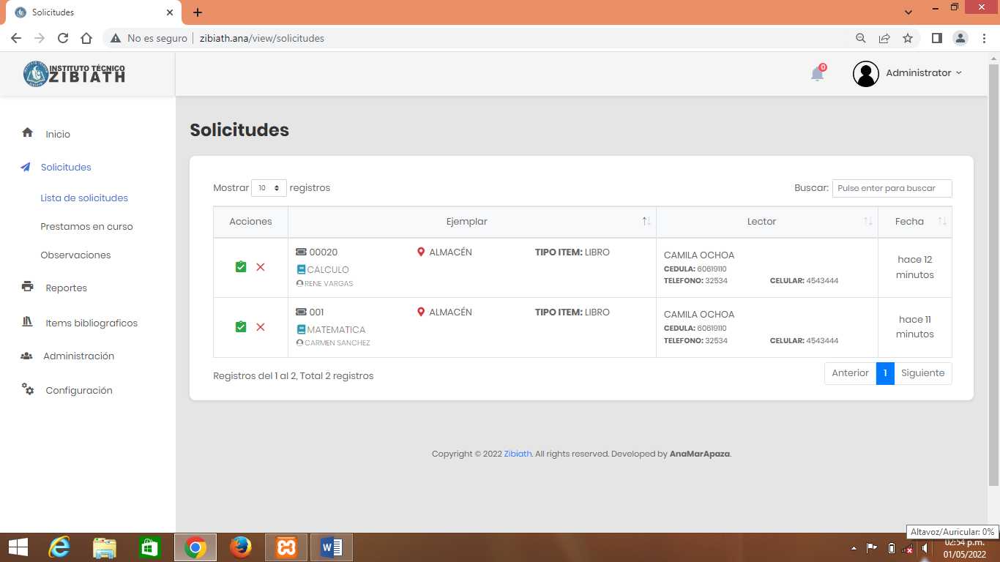 Solicitudes
No es seguro | zibiath.ana/view/solicitudes
INSTITUTO TÉCNICO
ZIBIATH
0
Administrator
Inicio
Solicitudes
Lista de solicitudes
Prestamos en curso
Observaciones
Reportes
Items bibliograficos
Administración
Configuración
Solicitudes
Mostrar 10 registros
Buscar: Pulse enter para buscar
Acciones Ejemplar Lector Fecha
00020 ALMACÉN TIPO ITEM: LIBRO
CALCULO
RENE VARGAS
CAMILA OCHOA
CEDULA: 60619110
TELEFONO: 32534 CELULAR: 4543444
hace 12
minutos
001 ALMACÉN TIPO ITEM: LIBRO
MATEMATICA
CARMEN SANCHEZ
CAMILA OCHOA
CEDULA: 60619110
TELEFONO: 32534 CELULAR: 4543444
hace 11
minutos
Registros del 1 al 2, Total 2 registros
Anterior 1 Siguiente
Copyright © 2022 Zibiath. All rights reserved. Developed by AnaMarApaza.
Altavoz/Auricular: 0%
02:54 p.m.
01/05/2022